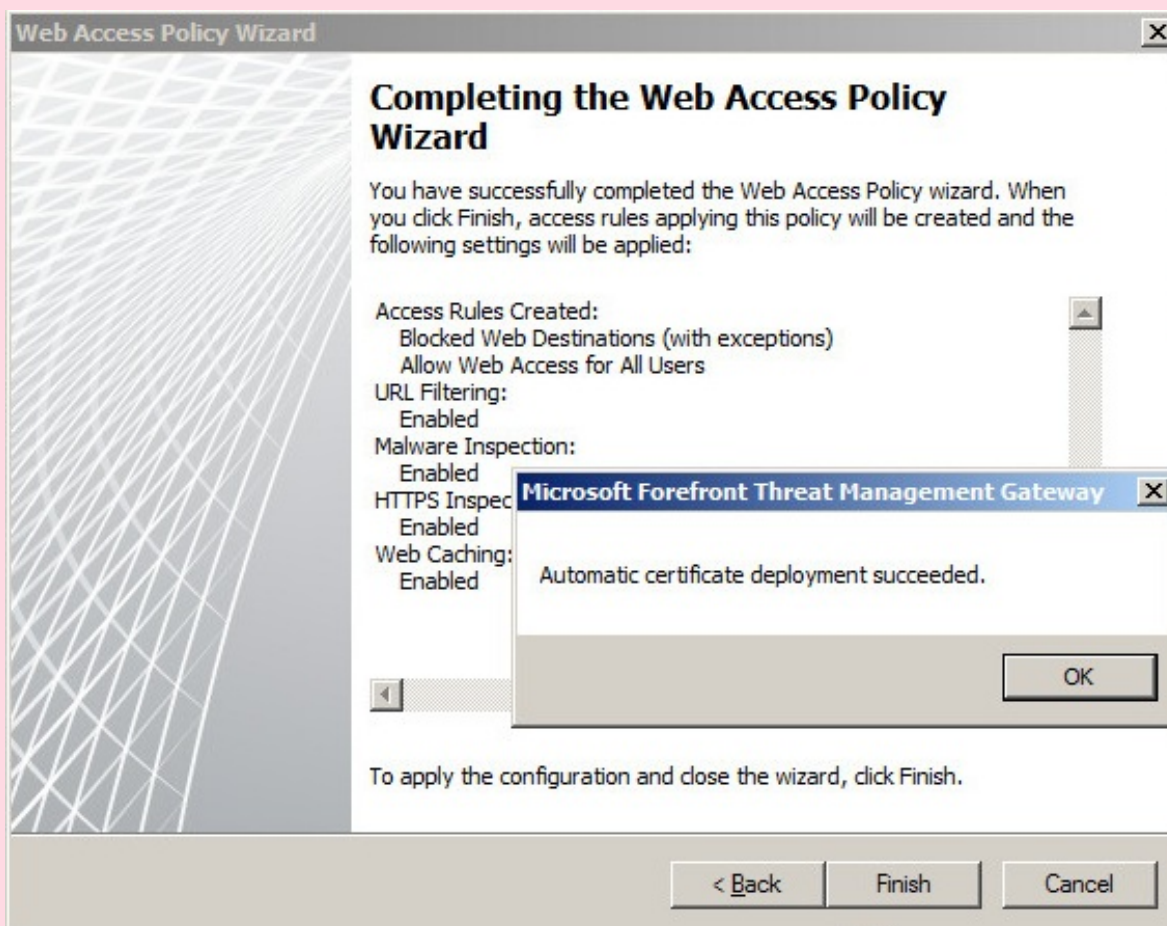 Web Access Policy Wizard
Completing the Web Access Policy
Wizard
You have successfully completed the Web Access Policy wizard. When
you click Finish, access rules applying this policy will be created and the
following settings will be applied:
Access Rules Created:
Blocked Web Destinations (with exceptions)
Allow Web Access for All Users
URL Filtering:
Enabled
Malware Inspection:
Enabled
HTTPS Inspec
Enabled
Web Caching:
Enabled
Microsoft Forefront Threat Management Gateway
Automatic certificate deployment succeeded.
OK
To apply the configuration and close the wizard, click Finish.
< Back
Finish
Cancel